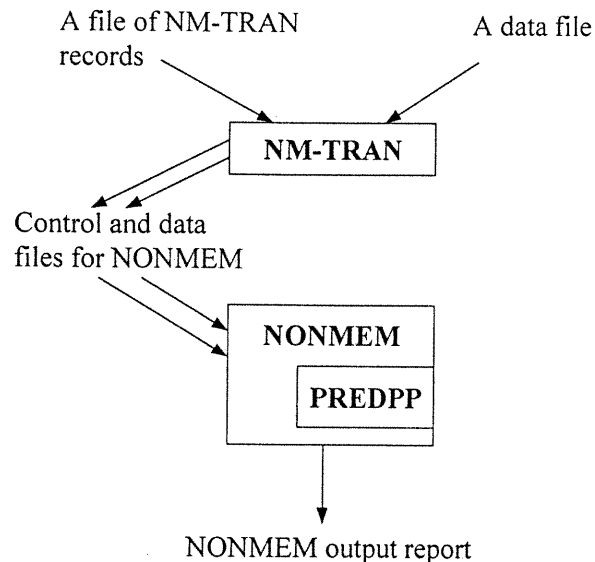 A file of NM-TRAN
records
A data file
NM-TRAN
Control and data
files for NONMEM
NONMEM
PREDPP
NONMEM output report